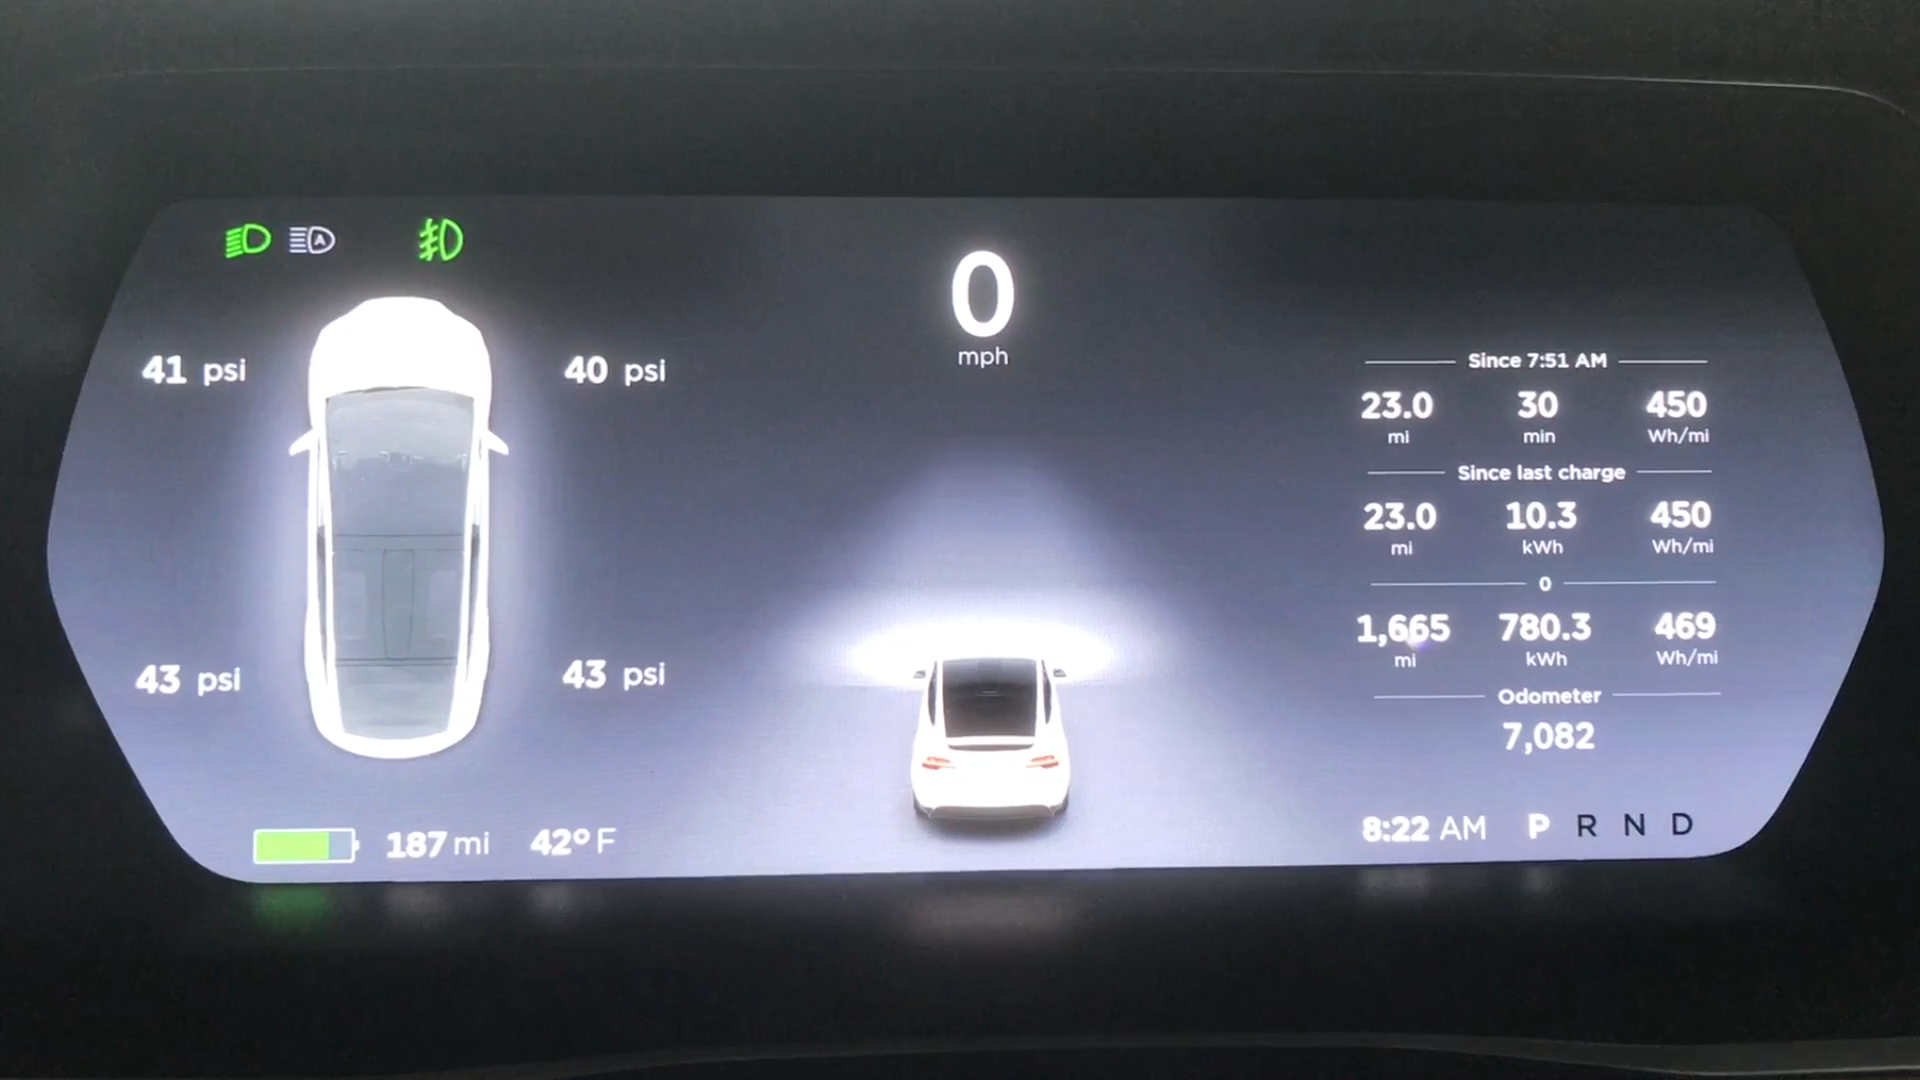 A
0
mph
41 psi
40 psi
43 psi
43 psi
187 mi 42° F
Since 7:51 AM
23.0 30 450
mi min Wh/mi
Since last charge
23.0 10.3 450
mi kWh Wh/mi
0
1,665 780.3 469
mi kWh Wh/mi
Odometer
7,082
8:22 AM P R N D